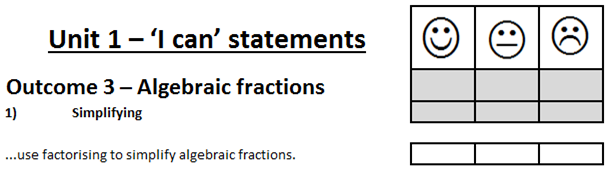 Unit 1 – ‘I can’ statements
Outcome 3 – Algebraic fractions
1) Simplifying
...use factorising to simplify algebraic fractions.